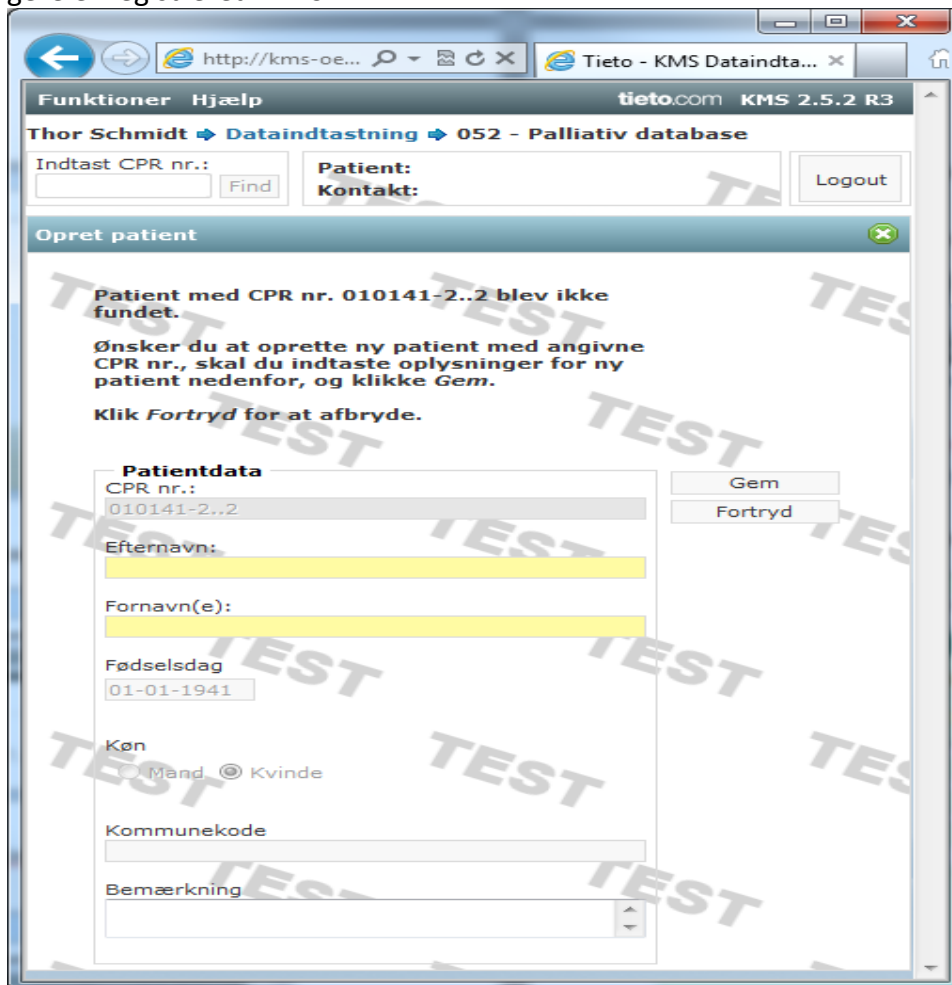 http://km-oe...
Tieto - KMS Dataindta...
Funktioner Hjælp
tieto.com KMS 2.5.2 R3
Thor Schmidt Dataindtastning 052 - Palliativ database
Indtast CPR nr.:
Find
Patient:
Kontakt:
Logout
Opret patient
Patient med CPR nr. 010141-2..2 blev ikke
fundet.
Ønsker du at oprette ny patient med angivne
CPR nr., skal du indtaste oplysninger for ny
patient nedenfor, og klikke Gem.
Klik Fortryd for at afbryde.
Patientdata
CPR nr.:
010141-2..2
Gem
Fortryd
Efternavn:
Fornavn(e):
Fødselsdag
01-01-1941
Køn
Mand Kvinde
Kommunekode
Bemærkning
TEST